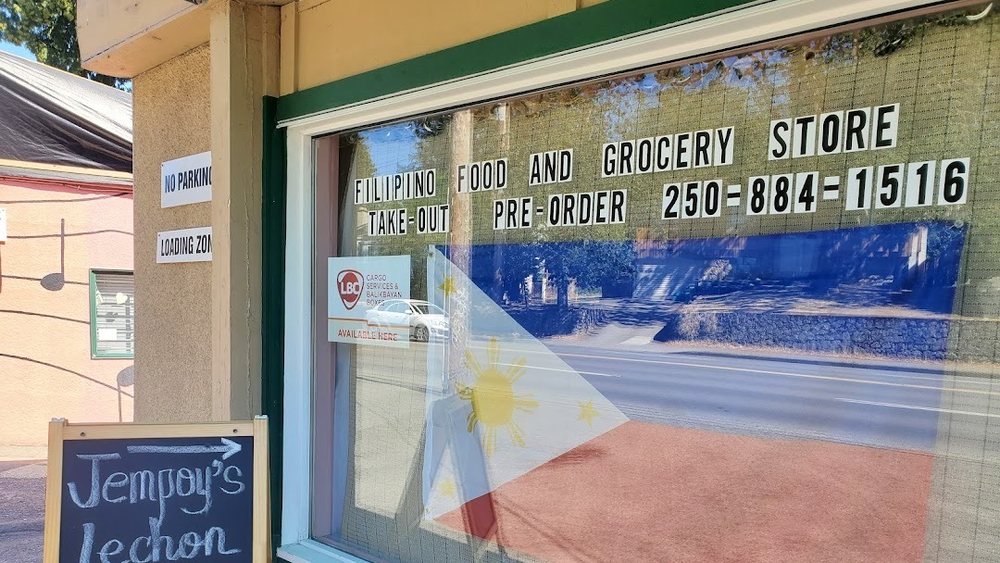 FILIPINO FOOD AND GROCERY STORE
TAKE-OUT PRE-ORDER 250-884-1516
NO PARKING
LOADING ZON
LBC
CARGO
SERVICES &
BALIKBAYAN
BOXES
AVAILABLE HERE
Jempoy's
Lechon